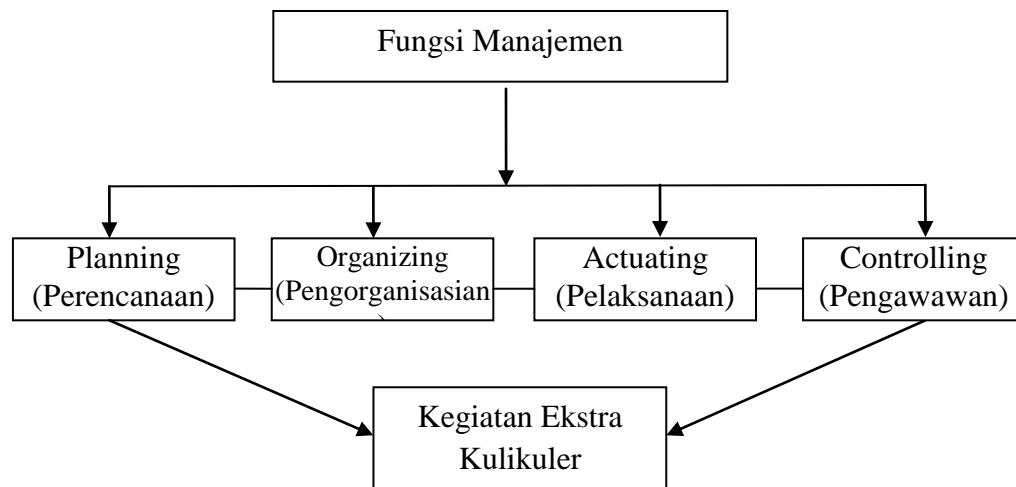 Fungsi Manajemen
Planning
(Perencanaan)
Organizing
(Pengorganisasian
Actuating
(Pelaksanaan)
Controlling
(Pengawawan)
Kegiatan Ekstra
Kulikuler